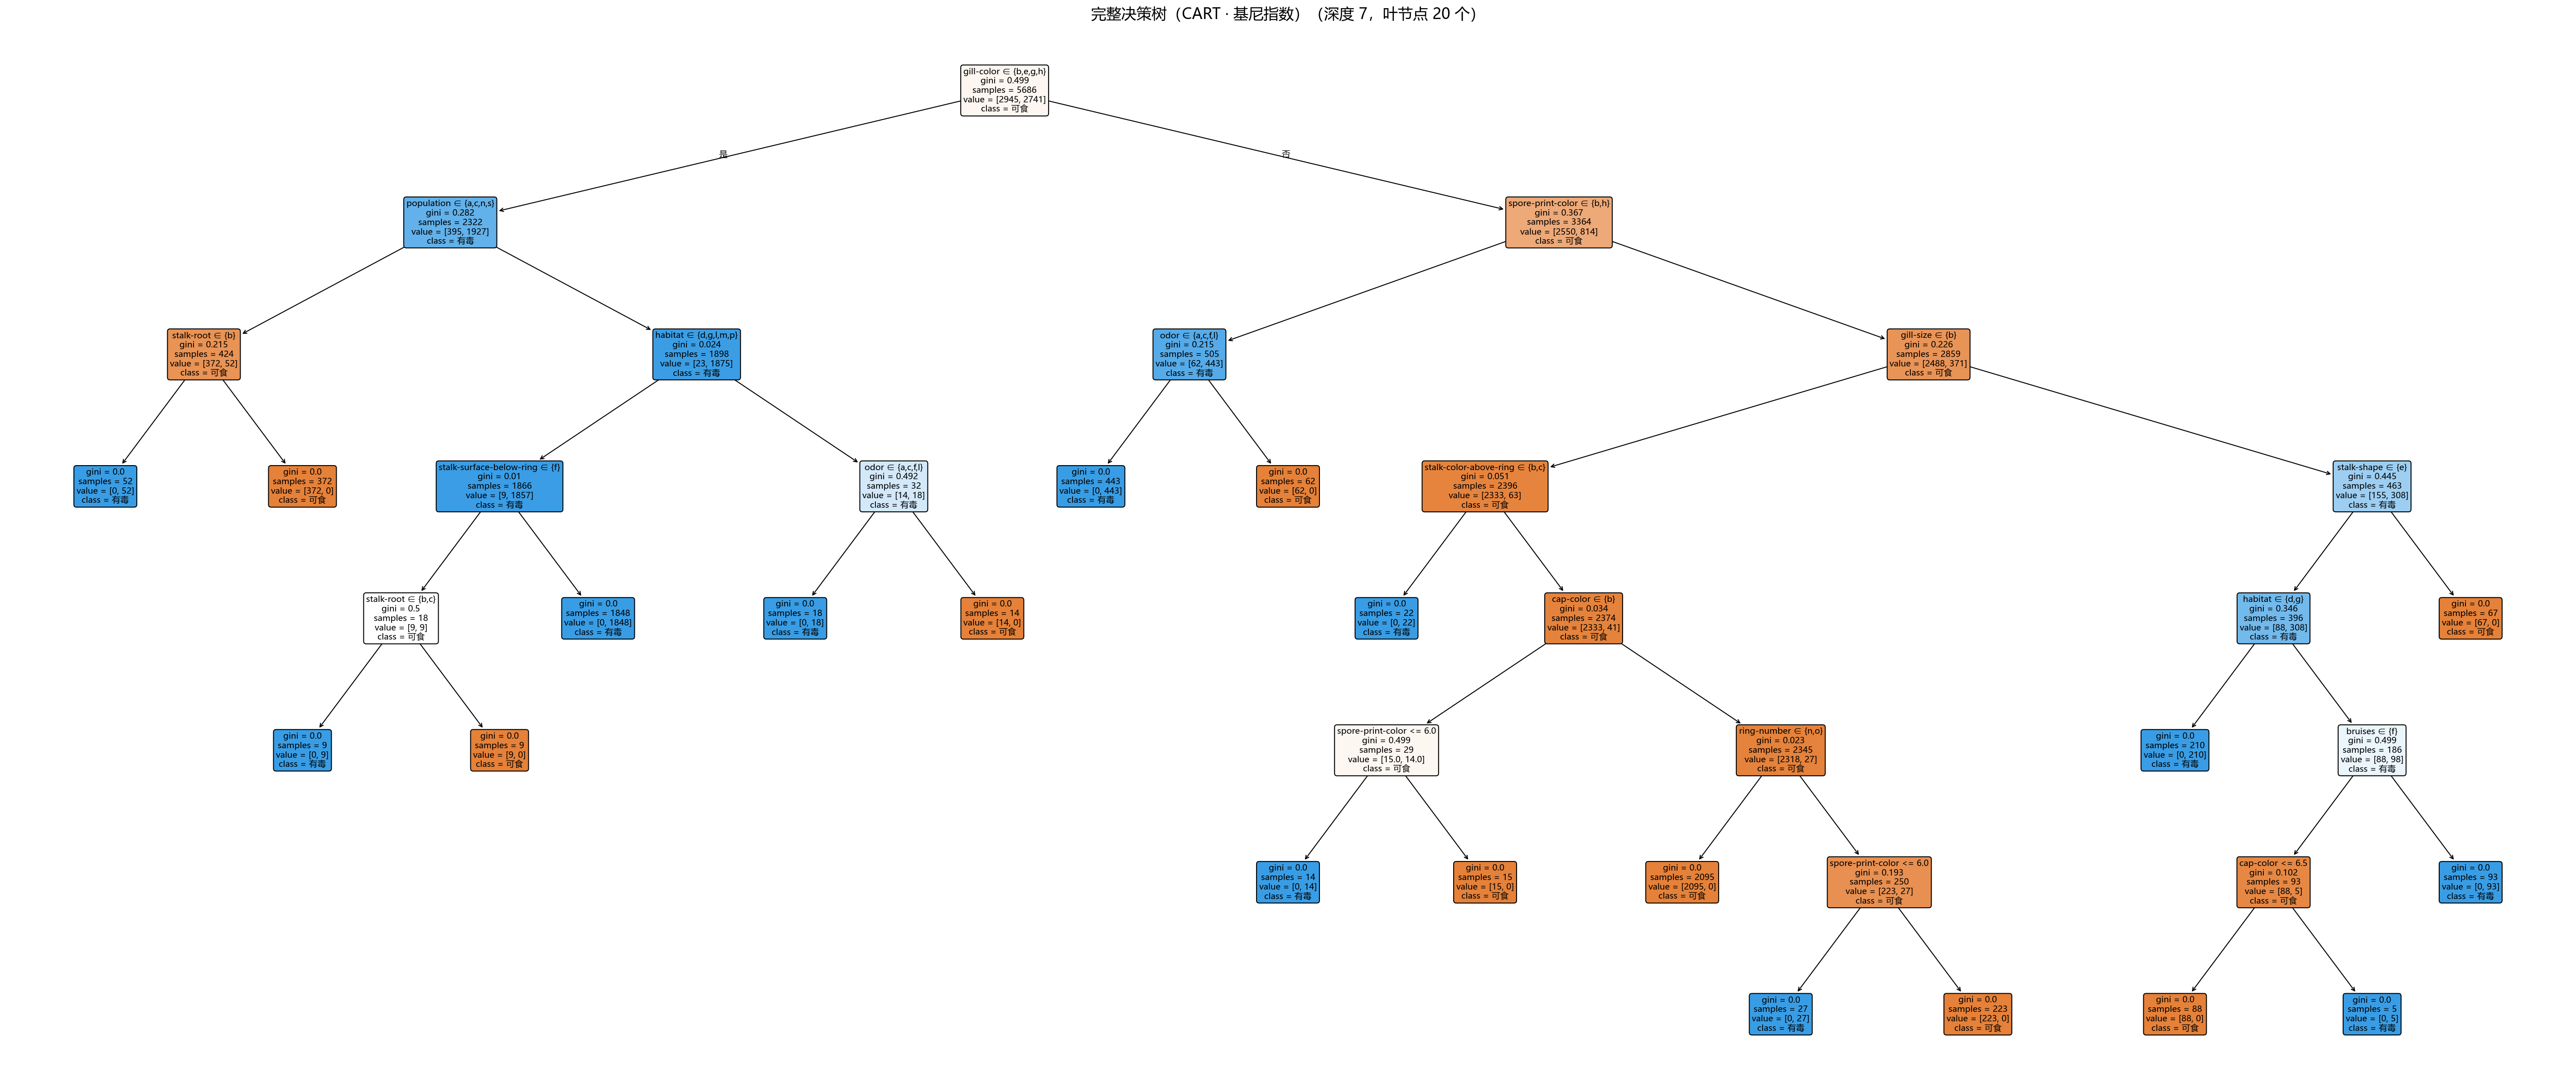 完整决策树（CART · 基尼指数）（深度 7，叶节点 20 个）
gill-color ∈ {b,e,g,h}
gini = 0.499
samples = 5686
value = [2945, 2741]
class = 可食
是
否
population ∈ {a,c,n,s}
gini = 0.282
samples = 2322
value = [395, 1927]
class = 有毒
spore-print-color ∈ {b,h}
gini = 0.367
samples = 3364
value = [2550, 814]
class = 可食
stalk-root ∈ {b}
gini = 0.215
samples = 424
value = [372, 52]
class = 可食
habitat ∈ {d,g,l,m,p}
gini = 0.024
samples = 1898
value = [23, 1875]
class = 有毒
odor ∈ {a,c,f,l}
gini = 0.215
samples = 505
value = [62, 443]
class = 有毒
gill-size ∈ {b}
gini = 0.226
samples = 2859
value = [2488, 371]
class = 可食
gini = 0.0
samples = 52
value = [0, 52]
class = 有毒
gini = 0.0
samples = 372
value = [372, 0]
class = 可食
stalk-surface-below-ring ∈ {f}
gini = 0.01
samples = 1866
value = [9, 1857]
class = 有毒
odor ∈ {a,c,f,l}
gini = 0.492
samples = 32
value = [14, 18]
class = 有毒
gini = 0.0
samples = 443
value = [0, 443]
class = 有毒
gini = 0.0
samples = 62
value = [62, 0]
class = 可食
stalk-color-above-ring ∈ {b,c}
gini = 0.051
samples = 2396
value = [2333, 63]
class = 可食
stalk-shape ∈ {e}
gini = 0.445
samples = 463
value = [155, 308]
class = 有毒
stalk-root ∈ {b,c}
gini = 0.5
samples = 18
value = [9, 9]
class = 可食
gini = 0.0
samples = 1848
value = [0, 1848]
class = 有毒
gini = 0.0
samples = 18
value = [0, 18]
class = 有毒
gini = 0.0
samples = 14
value = [14, 0]
class = 可食
gini = 0.0
samples = 22
value = [0, 22]
class = 有毒
cap-color ∈ {b}
gini = 0.034
samples = 2374
value = [2333, 41]
class = 可食
habitat ∈ {d,g}
gini = 0.346
samples = 396
value = [88, 308]
class = 有毒
gini = 0.0
samples = 67
value = [67, 0]
class = 可食
gini = 0.0
samples = 9
value = [0, 9]
class = 有毒
gini = 0.0
samples = 9
value = [9, 0]
class = 可食
spore-print-color <= 6.0
gini = 0.499
samples = 29
value = [15.0, 14.0]
class = 可食
ring-number ∈ {n,o}
gini = 0.023
samples = 2345
value = [2318, 27]
class = 可食
gini = 0.0
samples = 210
value = [0, 210]
class = 有毒
bruises ∈ {f}
gini = 0.499
samples = 186
value = [88, 98]
class = 有毒
gini = 0.0
samples = 14
value = [0, 14]
class = 有毒
gini = 0.0
samples = 15
value = [15, 0]
class = 可食
gini = 0.0
samples = 2095
value = [2095, 0]
class = 可食
spore-print-color <= 6.0
gini = 0.193
samples = 250
value = [223, 27]
class = 可食
cap-color <= 6.5
gini = 0.102
samples = 93
value = [88, 5]
class = 可食
gini = 0.0
samples = 93
value = [0, 93]
class = 有毒
gini = 0.0
samples = 27
value = [0, 27]
class = 有毒
gini = 0.0
samples = 223
value = [223, 0]
class = 可食
gini = 0.0
samples = 88
value = [88, 0]
class = 可食
gini = 0.0
samples = 5
value = [0, 5]
class = 有毒